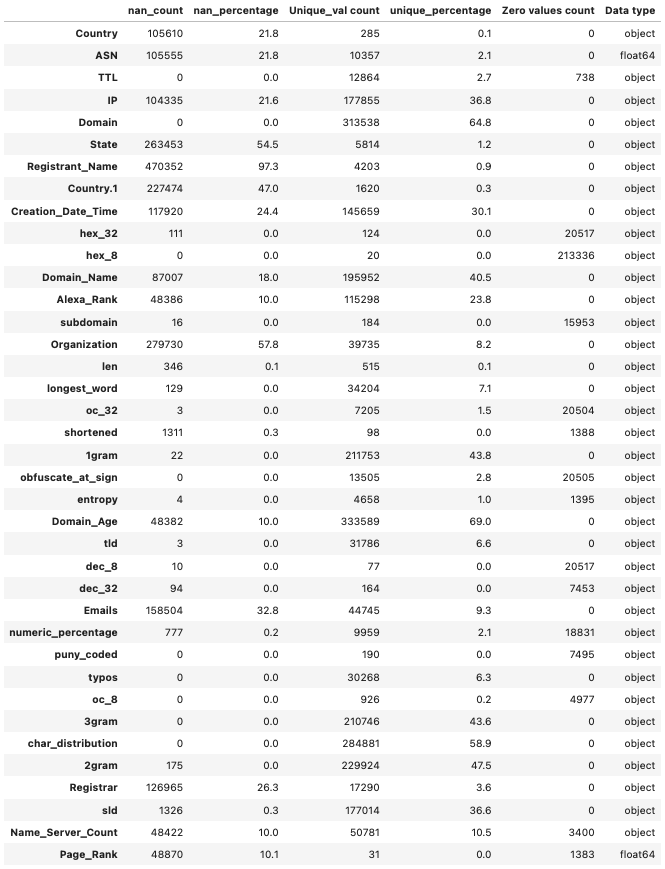 nan_count nan_percentage Unique_val count unique_percentage Zero values count Data type
Country 105610 21.8 285 0.1 0 object
ASN 105555 21.8 10357 2.1 0 float64
TTL 0 0.0 12864 2.7 738 object
IP 104335 21.6 177855 36.8 0 object
Domain 0 0.0 313538 64.8 0 object
State 263453 54.5 5814 1.2 0 object
Registrant_Name 470352 97.3 4203 0.9 0 object
Country.1 227474 47.0 1620 0.3 0 object
Creation_Date_Time 117920 24.4 145659 30.1 0 object
hex_32 111 0.0 124 0.0 20517 object
hex_8 0 0.0 20 0.0 213336 object
Domain_Name 87007 18.0 195952 40.5 0 object
Alexa_Rank 48386 10.0 115298 23.8 0 object
subdomain 16 0.0 184 0.0 15953 object
Organization 279730 57.8 39735 8.2 0 object
len 346 0.1 515 0.1 0 object
longest_word 129 0.0 34204 7.1 0 object
oc_32 3 0.0 7205 1.5 20504 object
shortened 1311 0.3 98 0.0 1388 object
1gram 22 0.0 211753 43.8 0 object
obfuscate_at_sign 0 0.0 13505 2.8 20505 object
entropy 4 0.0 4658 1.0 1395 object
Domain_Age 48382 10.0 333589 69.0 0 object
tld 3 0.0 31786 6.6 0 object
dec_8 10 0.0 77 0.0 20517 object
dec_32 94 0.0 164 0.0 7453 object
Emails 158504 32.8 44745 9.3 0 object
numeric_percentage 777 0.2 9959 2.1 18831 object
puny_coded 0 0.0 190 0.0 7495 object
typos 0 0.0 30268 6.3 0 object
oc_8 0 0.0 926 0.2 4977 object
3gram 0 0.0 210746 43.6 0 object
char_distribution 0 0.0 284881 58.9 0 object
2gram 175 0.0 229924 47.5 0 object
Registrar 126965 26.3 17290 3.6 0 object
sld 1326 0.3 177014 36.6 0 object
Name_Server_Count 48422 10.0 50781 10.5 3400 object
Page_Rank 48870 10.1 31 0.0 1383 float64